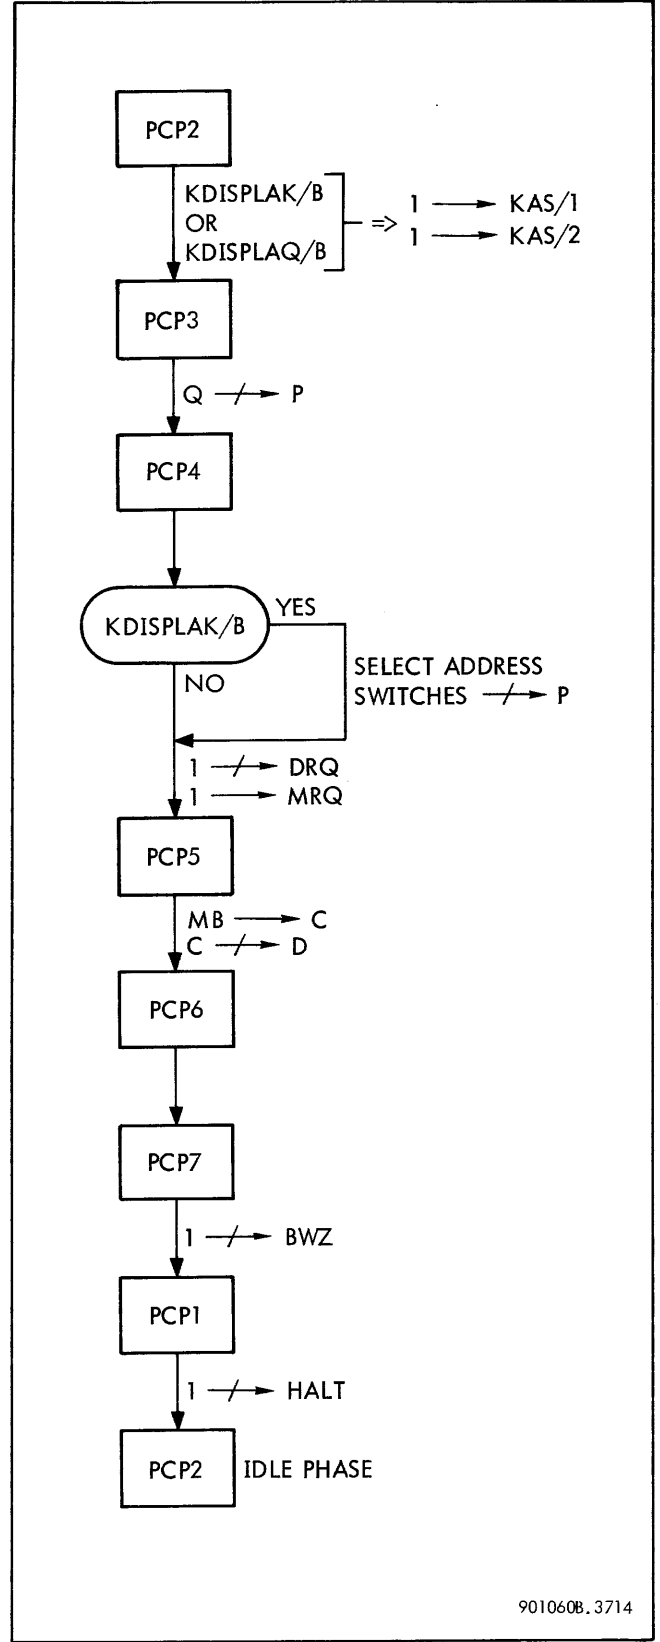 PCP2
KDISPLAK/B
OR
KDISPLAQ/B
=> 1 → KAS/1
1 → KAS/2
PCP3
Q -/→ P
PCP4
KDISPLAK/B
YES
NO
SELECT ADDRESS
SWITCHES -/→ P
1 -/→ DRQ
1 → MRQ
PCP5
MB → C
C -/→ D
PCP6
PCP7
1 -/→ BWZ
PCP1
1 -/→ HALT
PCP2 IDLE PHASE
901060B.3714